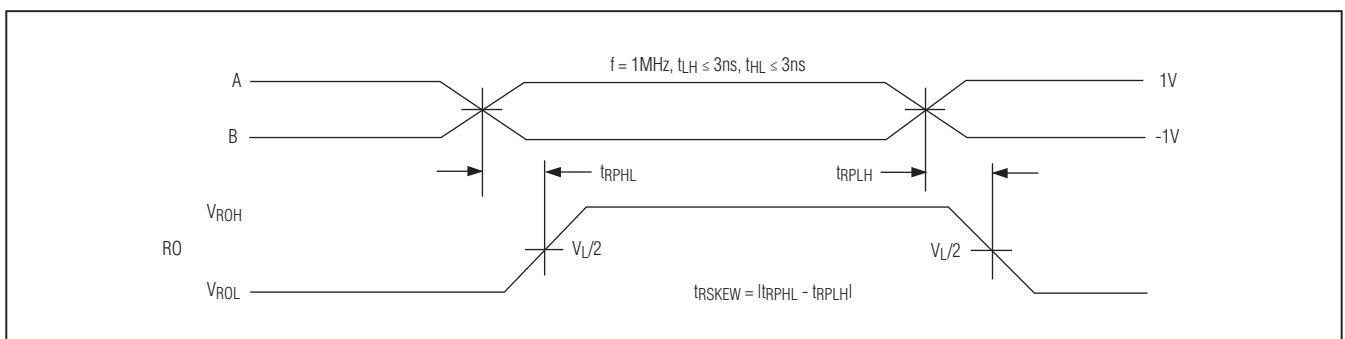 f = 1MHz, tLH ≤ 3ns, tHL ≤ 3ns
A
1V
B
-1V
tRPHL
tRPLH
VROH
RO
VL/2
VL/2
VROL
tRSKEW = |tRPHL - tRPLH|